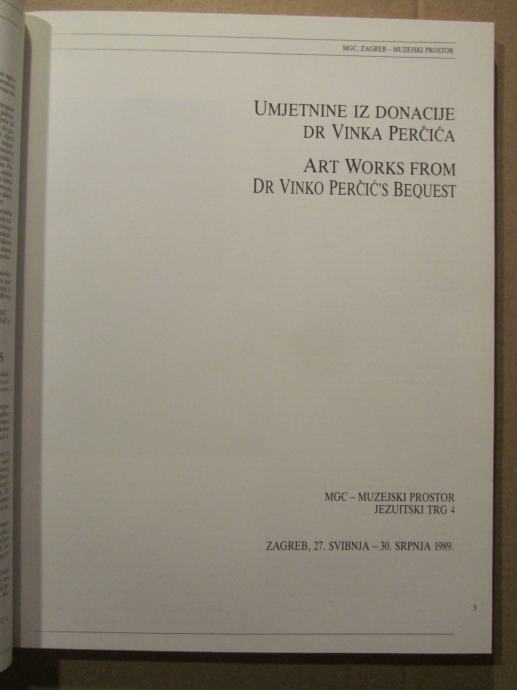 MGC, ZAGREB – MUZEJSKI PROSTOR
UMJETNINE IZ DONACIJE
DR VINKA PERČIĆA
ART WORKS FROM
DR VINKO PERČIĆ'S BEQUEST
MGC – MUZEJSKI PROSTOR
JEZUITSKI TRG 4
ZAGREB, 27. SVIBNJA – 30. SRPNJA 1989.
3